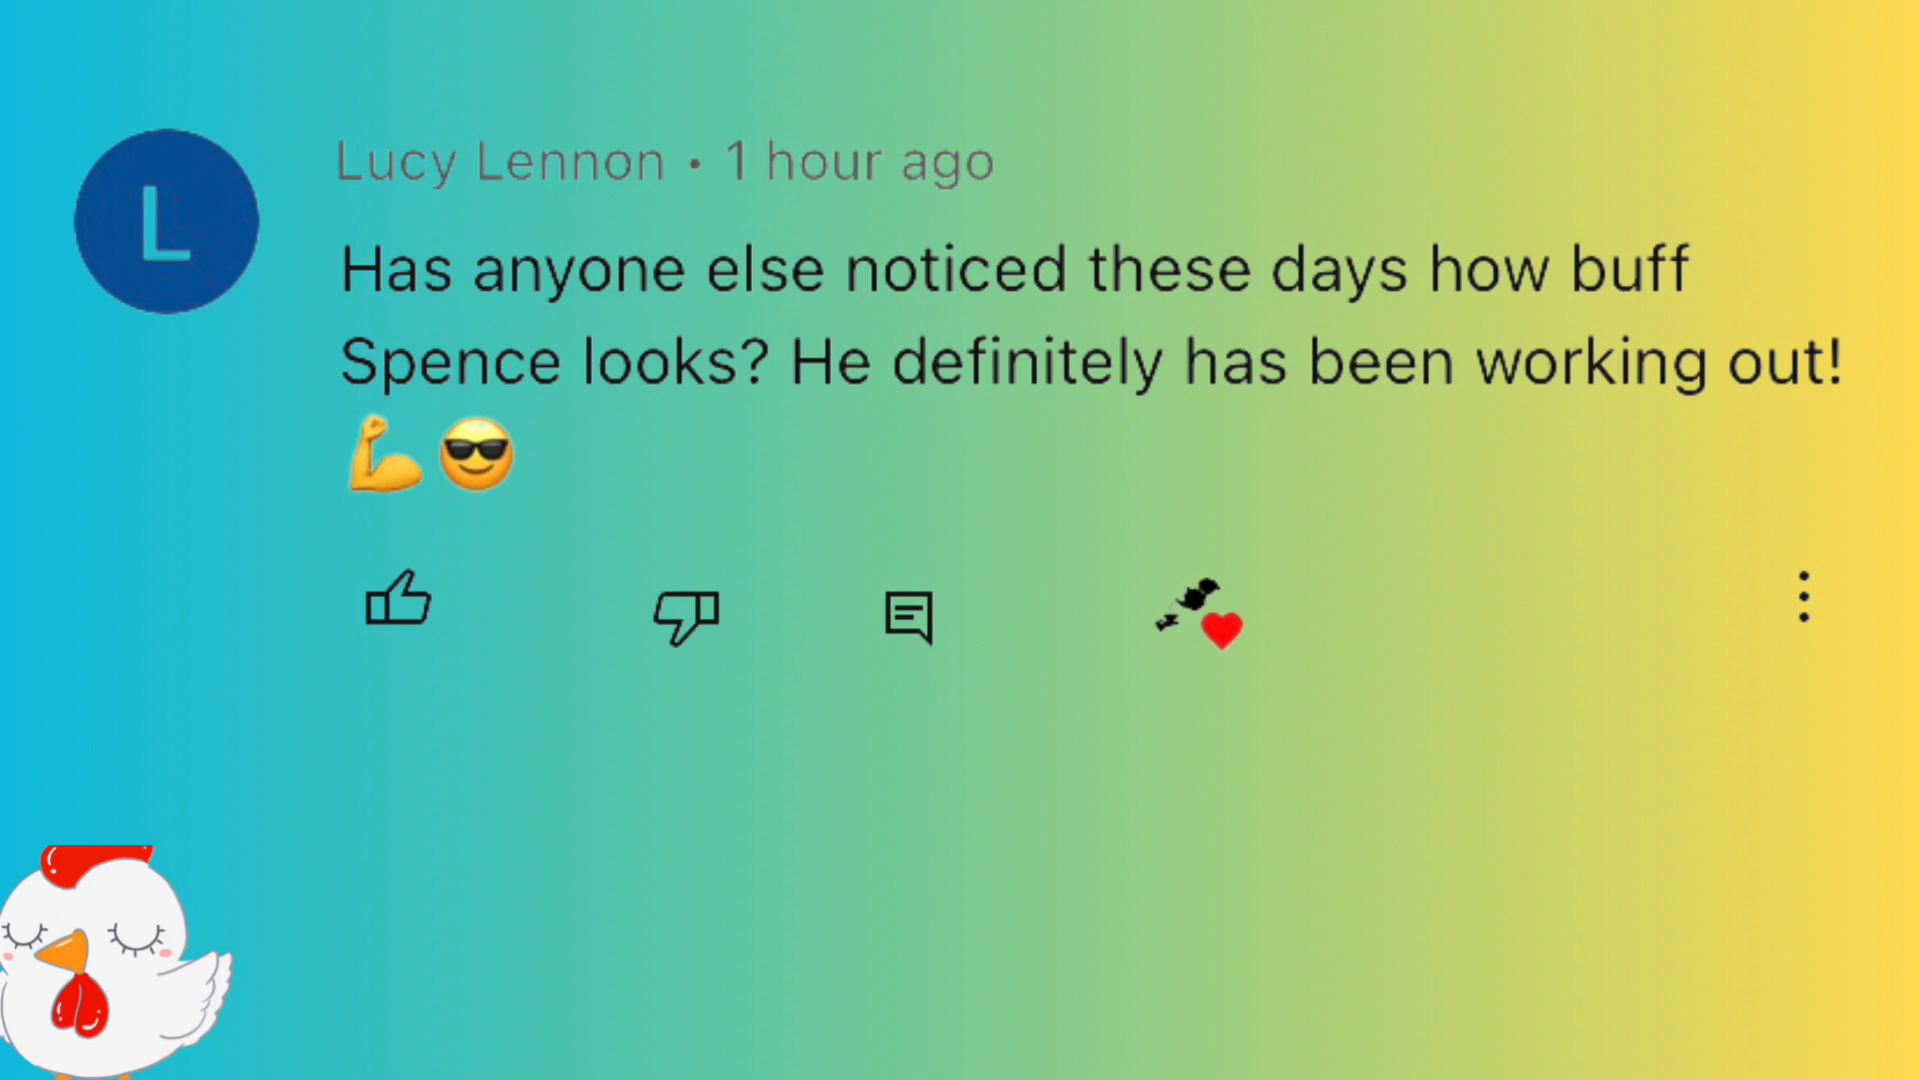 L
Lucy Lennon • 1 hour ago
Has anyone else noticed these days how buff
Spence looks? He definitely has been working out!
💪😎